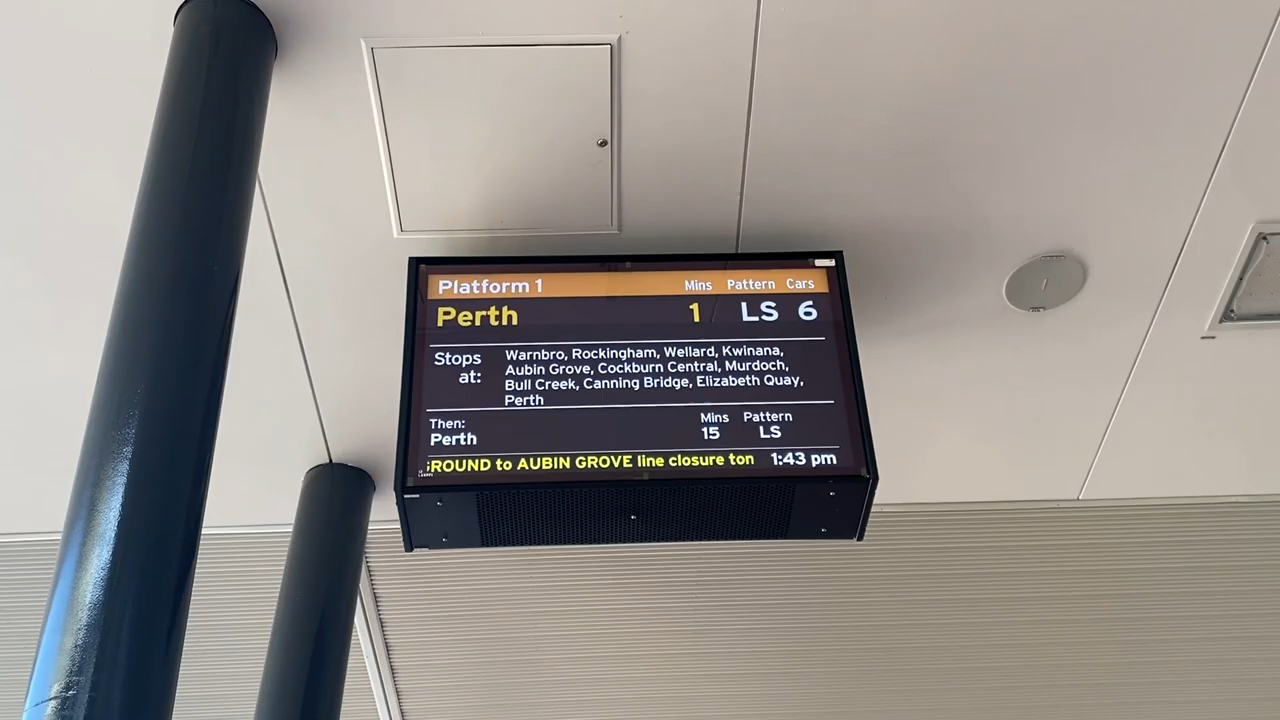 Platform 1 Mins Pattern Cars
Perth 1 LS 6
Stops at: Warnbro, Rockingham, Wellard, Kwinana,
Aubin Grove, Cockburn Central, Murdoch,
Bull Creek, Canning Bridge, Elizabeth Quay,
Perth
Then: Mins Pattern
Perth 15 LS
ROUND to AUBIN GROVE line closure ton 1:43 pm